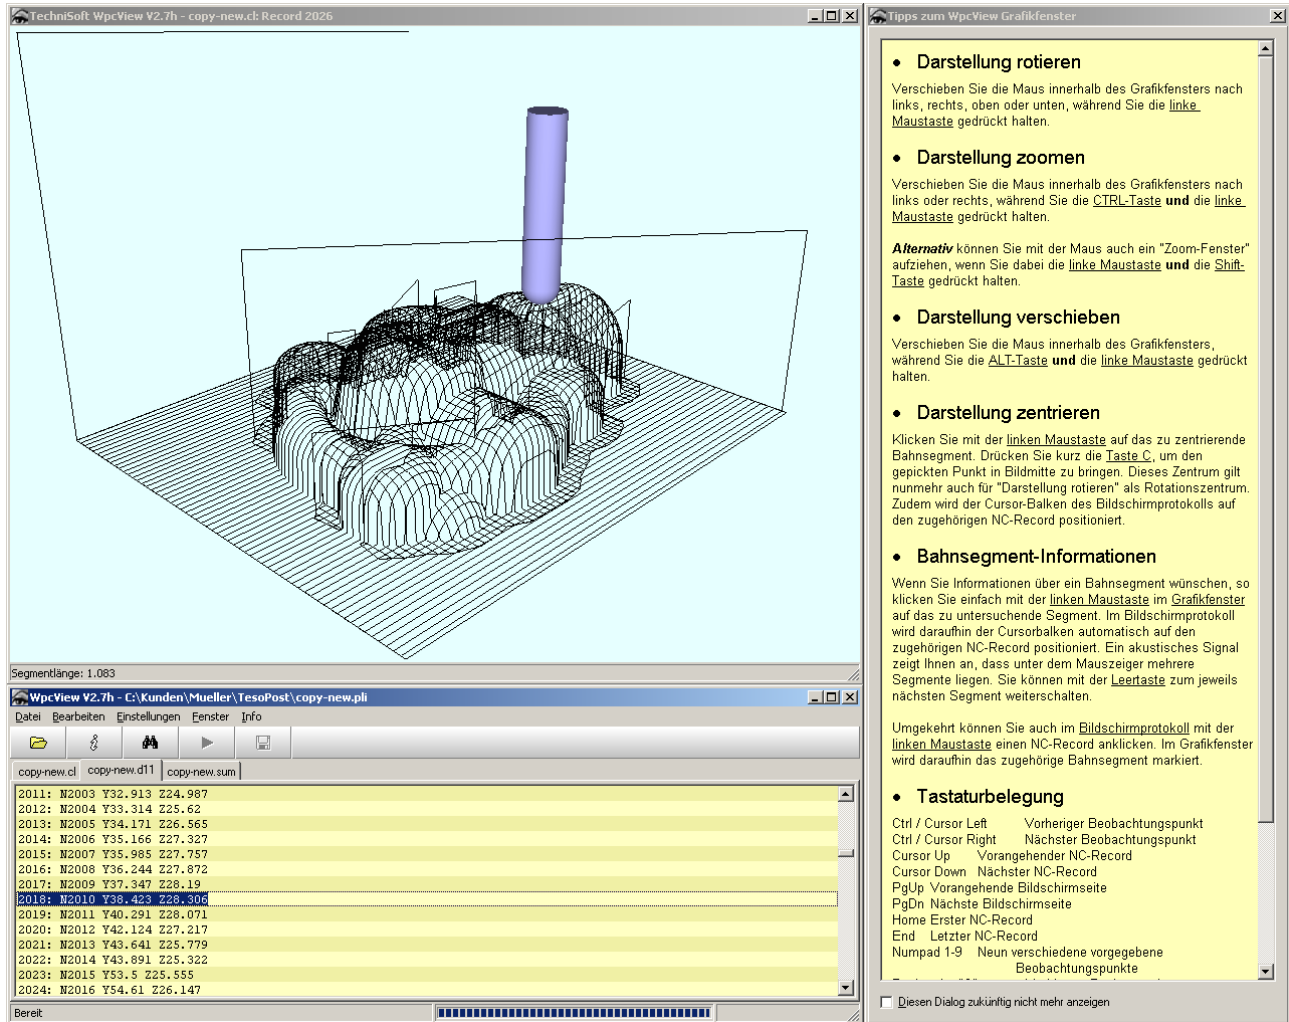 TechniSoft WpcView V2.7h - copy-new.cl: Record 2026
Segmentlänge: 1.083
WpcView V2.7h - C:\Kunden\Mueller\TesoPost\copy-new.pli
Datei Bearbeiten Einstellungen Fenster Info
copy-new.cl copy-new.d11 copy-new.sum
2011: N2003 Y32.913 Z24.987
2012: N2004 Y33.314 Z25.62
2013: N2005 Y34.171 Z26.565
2014: N2006 Y35.166 Z27.327
2015: N2007 Y35.985 Z27.757
2016: N2008 Y36.244 Z27.872
2017: N2009 Y37.347 Z28.19
2018: N2010 Y38.423 Z28.306
2019: N2011 Y40.291 Z28.071
2020: N2012 Y42.124 Z27.217
2021: N2013 Y43.641 Z25.779
2022: N2014 Y43.891 Z25.322
2023: N2015 Y53.5 Z25.555
2024: N2016 Y54.61 Z26.147
Bereit
Tipps zum WpcView Grafikfenster
• Darstellung rotieren
Verschieben Sie die Maus innerhalb des Grafikfensters nach
links, rechts, oben oder unten, während Sie die linke
Maustaste gedrückt halten.
• Darstellung zoomen
Verschieben Sie die Maus innerhalb des Grafikfensters nach
links oder rechts, während Sie die CTRL-Taste und die linke
Maustaste gedrückt halten.
Alternativ können Sie mit der Maus auch ein "Zoom-Fenster"
aufziehen, wenn Sie dabei die linke Maustaste und die Shift-
Taste gedrückt halten.
• Darstellung verschieben
Verschieben Sie die Maus innerhalb des Grafikfensters,
während Sie die ALT-Taste und die linke Maustaste gedrückt
halten.
• Darstellung zentrieren
Klicken Sie mit der linken Maustaste auf das zu zentrierende
Bahnsegment. Drücken Sie kurz die Taste C, um den
gepickten Punkt in Bildmitte zu bringen. Dieses Zentrum gilt
nunmehr auch für "Darstellung rotieren" als Rotationszentrum.
Zudem wird der Cursor-Balken des Bildschirmprotokolls auf
den zugehörigen NC-Record positioniert.
• Bahnsegment-Informationen
Wenn Sie Informationen über ein Bahnsegment wünschen, so
klicken Sie einfach mit der linken Maustaste im Grafikfenster
auf das zu untersuchende Segment. Im Bildschirmprotokoll
wird daraufhin der Cursorbalken automatisch auf den
zugehörigen NC-Record positioniert. Ein akustisches Signal
zeigt Ihnen an, dass unter dem Mauszeiger mehrere
Segmente liegen. Sie können mit der Leertaste zum jeweils
nächsten Segment weiterschalten.
Umgekehrt können Sie auch im Bildschirmprotokoll mit der
linken Maustaste einen NC-Record anklicken. Im Grafikfenster
wird daraufhin das zugehörige Bahnsegment markiert.
• Tastaturbelegung
Ctrl / Cursor Left Vorheriger Beobachtungspunkt
Ctrl / Cursor Right Nächster Beobachtungspunkt
Cursor Up Vorangehender NC-Record
Cursor Down Nächster NC-Record
PgUp Vorangehende Bildschirmseite
PgDn Nächste Bildschirmseite
Home Erster NC-Record
End Letzter NC-Record
Numpad 1-9 Neun verschiedene vorgegebene
Beobachtungspunkte
Diesen Dialog zukünftig nicht mehr anzeigen